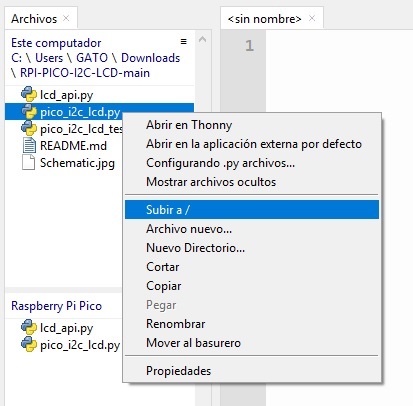 Archivos ×
<sin nombre> ×
Este computador ≡
C: \ Users \ GATO \ Downloads
\ RPI-PICO-I2C-LCD-main
lcd_api.py
pico_i2c_lcd.py
pico_i2c_lcd_tes
README.md
Schematic.jpg
1
Abrir en Thonny
Abrir en la aplicación externa por defecto
Configurando .py archivos...
Mostrar archivos ocultos
Subir a /
Archivo nuevo...
Nuevo Directorio...
Cortar
Copiar
Pegar
Renombrar
Mover al basurero
Propiedades
Raspberry Pi Pico
lcd_api.py
pico_i2c_lcd.py